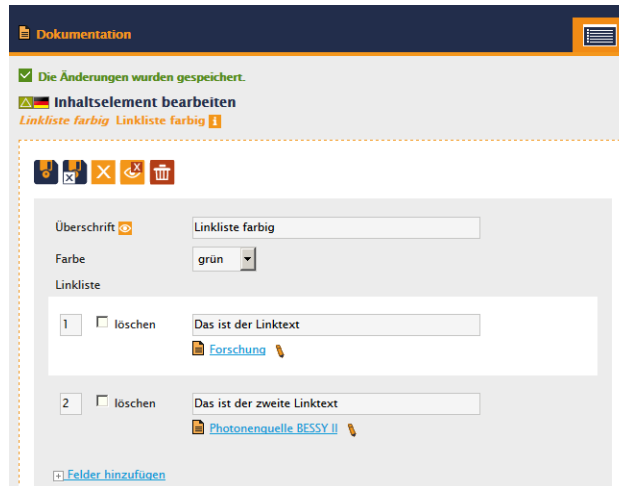 Dokumentation
Die Änderungen wurden gespeichert.
Inhaltselement bearbeiten
Linkliste farbig Linkliste farbig i
Überschrift Linkliste farbig
Farbe grün
Linkliste
1 löschen Das ist der Linktext
Forschung
2 löschen Das ist der zweite Linktext
Photonenquelle BESSY II
Felder hinzufügen